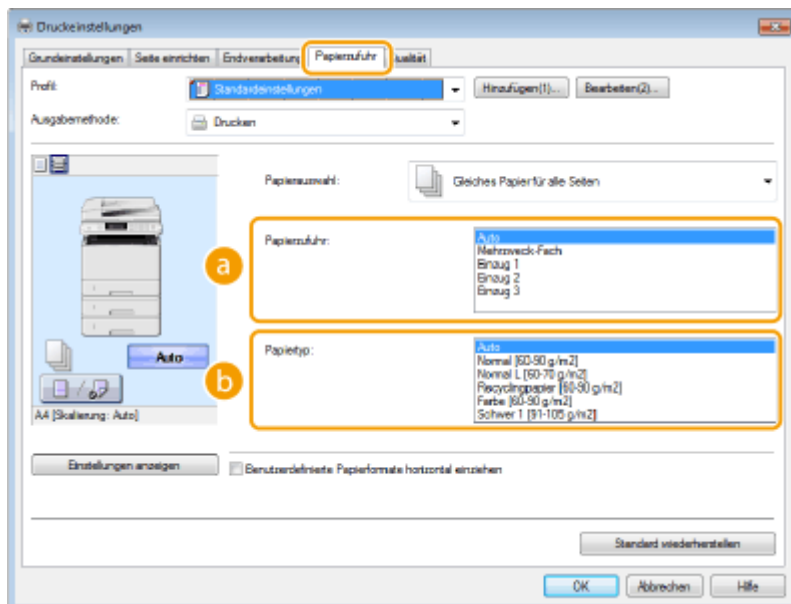 Druckeinstellungen
Grundeinstellungen Seite einrichten Endverarbeitung Papierzufuhr Qualität
Profil: Standardeinstellungen Hinzufügen(1)... Bearbeiten(2)...
Ausgabemethode: Drucken
Papierauswahl: Gleiches Papier für alle Seiten
a
Papierzufuhr:
Auto
Mehrzweck-Fach
Einzug 1
Einzug 2
Einzug 3
b
Papiertyp:
Auto
Normal [60-90 g/m2]
Normal L [60-70 g/m2]
Recyclingpapier [60-90 g/m2]
Farbe [60-90 g/m2]
Schwer 1 [91-105 g/m2]
Auto
A4 [Skalierung: Auto]
Einstellungen anzeigen
Benutzerdefinierte Papierformate horizontal einziehen
Standard wiederherstellen
OK Abbrechen Hilfe